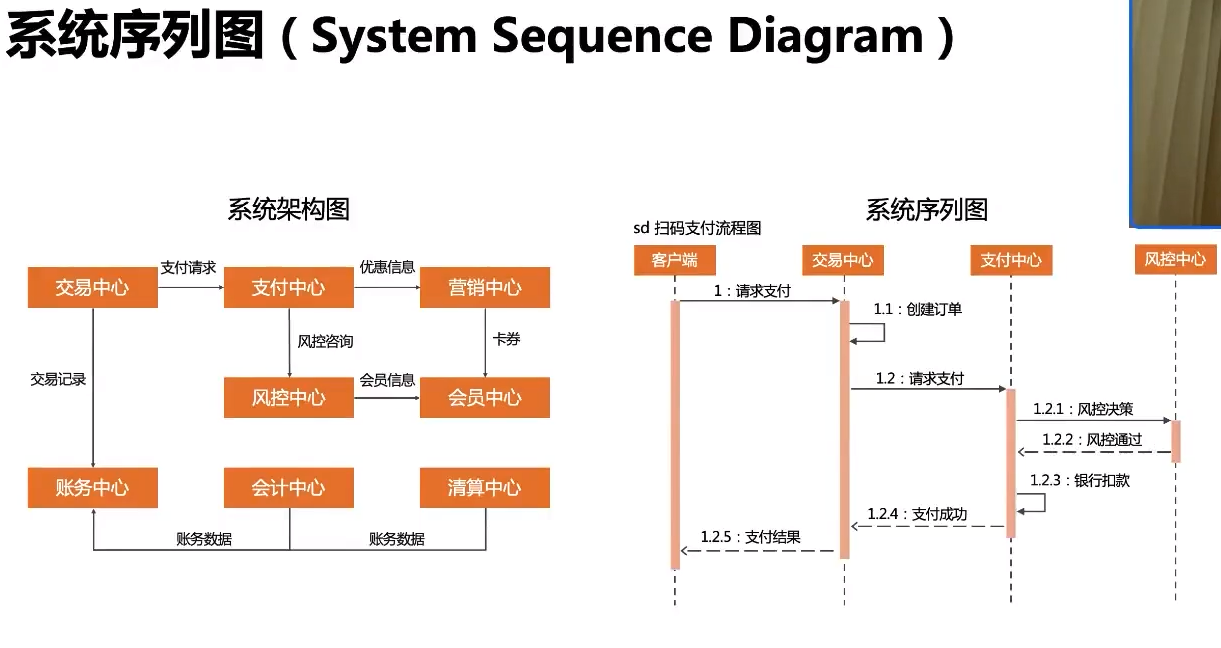 系统序列图（System Sequence Diagram）
系统架构图
交易中心
支付请求
支付中心
优惠信息
营销中心
交易记录
风控咨询
卡券
风控中心
会员信息
会员中心
账务中心
会计中心
清算中心
账务数据
账务数据
系统序列图
sd 扫码支付流程图
客户端
交易中心
支付中心
风控中心
1：请求支付
1.1：创建订单
1.2：请求支付
1.2.1：风控决策
1.2.2：风控通过
1.2.3：银行扣款
1.2.4：支付成功
1.2.5：支付结果